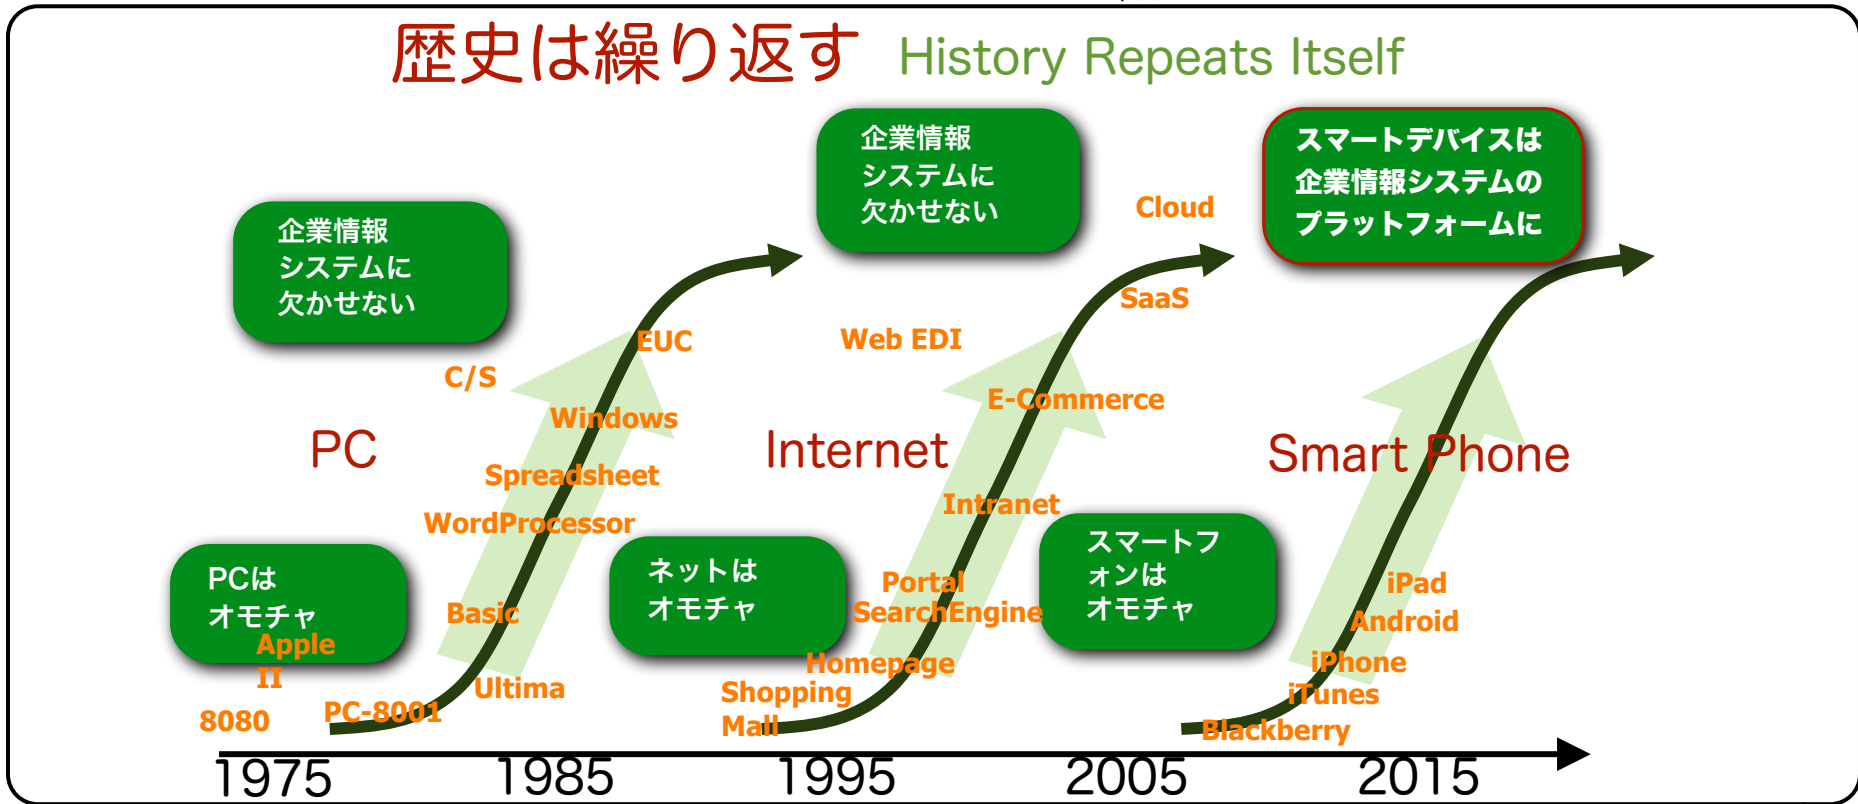 歴史は繰り返す History Repeats Itself
企業情報
システムに
欠かせない
企業情報
システムに
欠かせない
スマートデバイスは
企業情報システムの
プラットフォームに
Cloud
SaaS
EUC
Web EDI
C/S
E-Commerce
Windows
PC
Internet
Smart Phone
Spreadsheet
Intranet
WordProcessor
PCは
オモチャ
ネットは
オモチャ
スマートフ
ォンは
オモチャ
Portal
iPad
Basic
SearchEngine
Android
Apple
II
Homepage
iPhone
Ultima
Shopping
Mall
iTunes
8080
PC-8001
Blackberry
1975
1985
1995
2005
2015